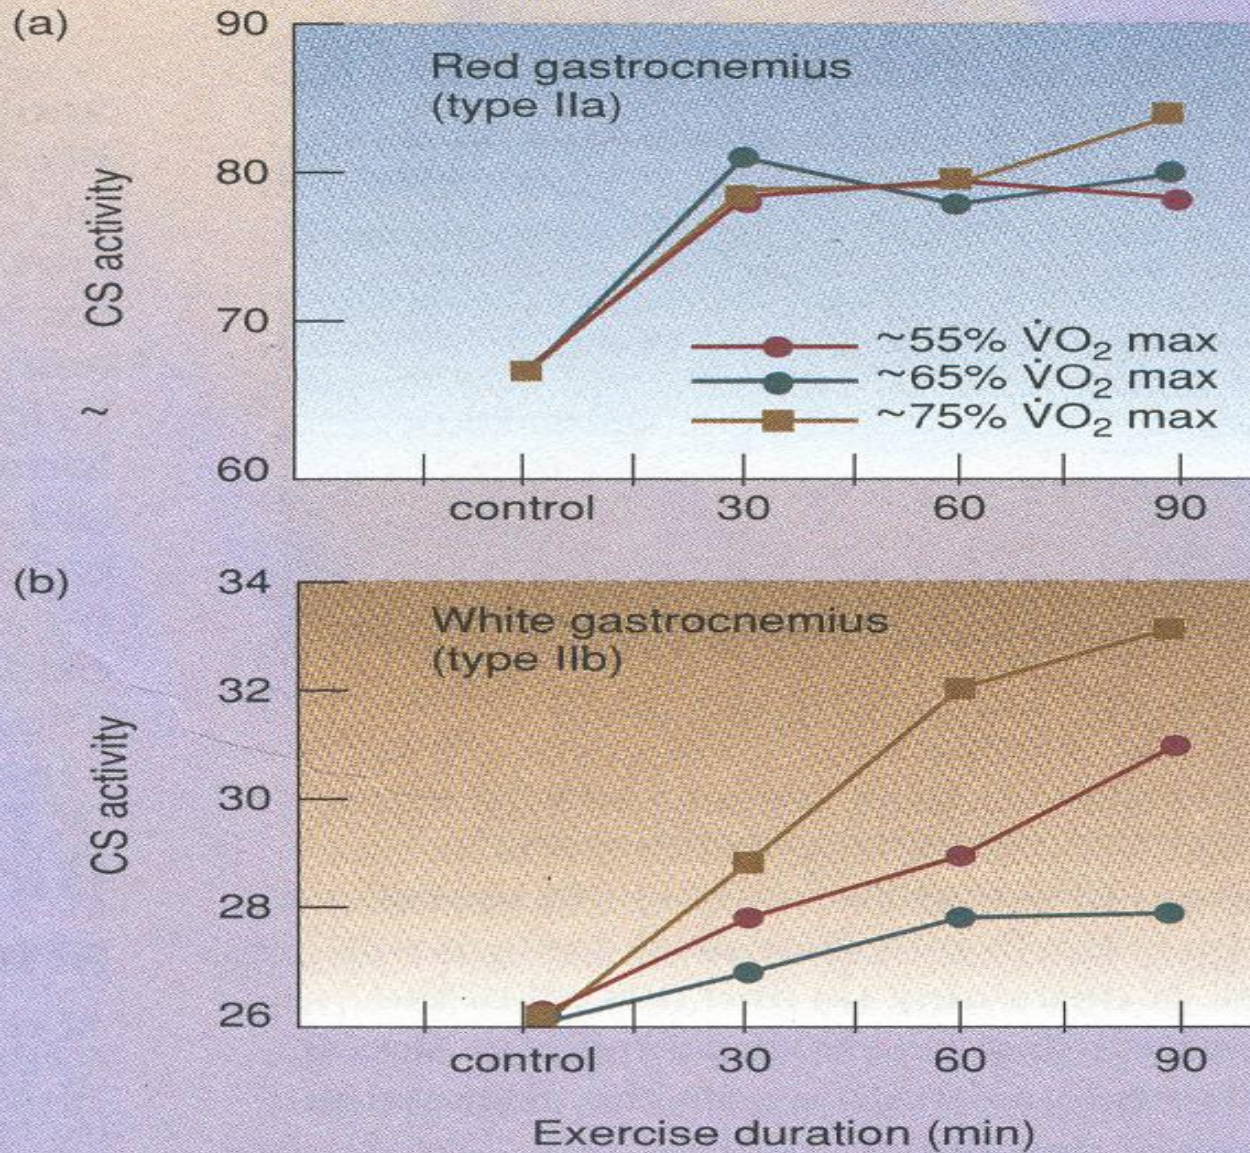 (a)
90
80
70
60
~ CS activity
Red gastrocnemius
(type IIa)
~55% V̇O₂ max
~65% V̇O₂ max
~75% V̇O₂ max
control 30 60 90
(b)
34
32
30
28
26
CS activity
White gastrocnemius
(type IIb)
control 30 60 90
Exercise duration (min)